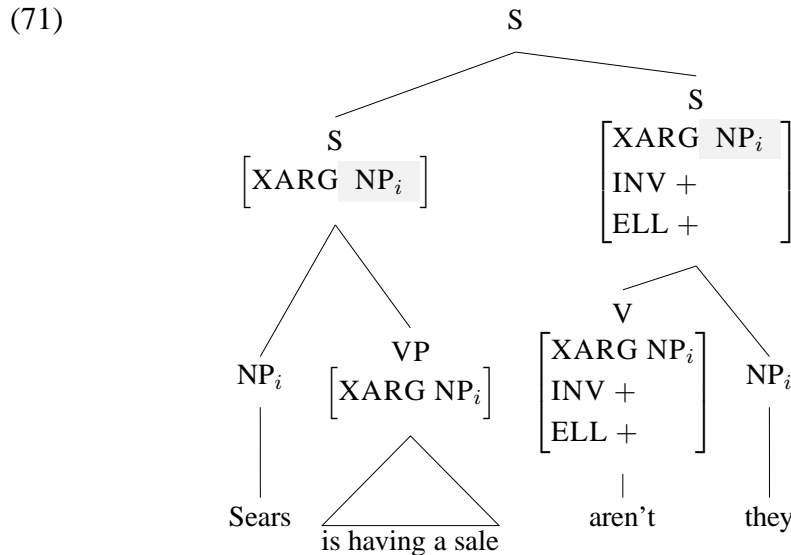 (71)
S
S
[XARG NP_i]
S
[XARG NP_i
INV +
ELL +]
NP_i
VP
[XARG NP_i]
V
[XARG NP_i
INV +
ELL +]
NP_i
Sears
is having a sale
aren't
they